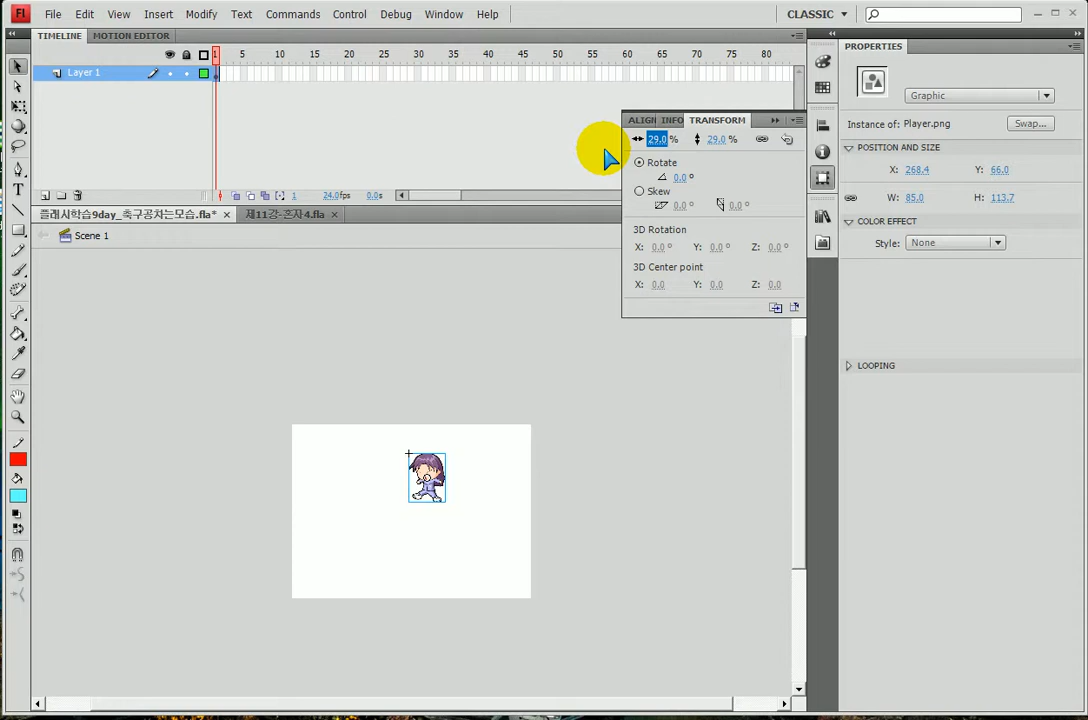 Fl File Edit View Insert Modify Text Commands Control Debug Window Help CLASSIC
TIMELINE MOTION EDITOR
1 5 10 15 20 25 30 35 40 45 50 55 60 65 70 75 80
Layer 1
1 24.0fps 0.0s
플래시학습9day_축구공차는모습.fla* × 제11강-혼자4.fla ×
Scene 1
ALIGN INFO TRANSFORM
29.0 % 29.0 %
Rotate
0.0 °
Skew
0.0 ° 0.0 °
3D Rotation
X: 0.0 ° Y: 0.0 ° Z: 0.0 °
3D Center point
X: 0.0 Y: 0.0 Z: 0.0
PROPERTIES
Graphic
Instance of: Player.png Swap...
POSITION AND SIZE
X: 268.4 Y: 66.0
W: 85.0 H: 113.7
COLOR EFFECT
Style: None
LOOPING